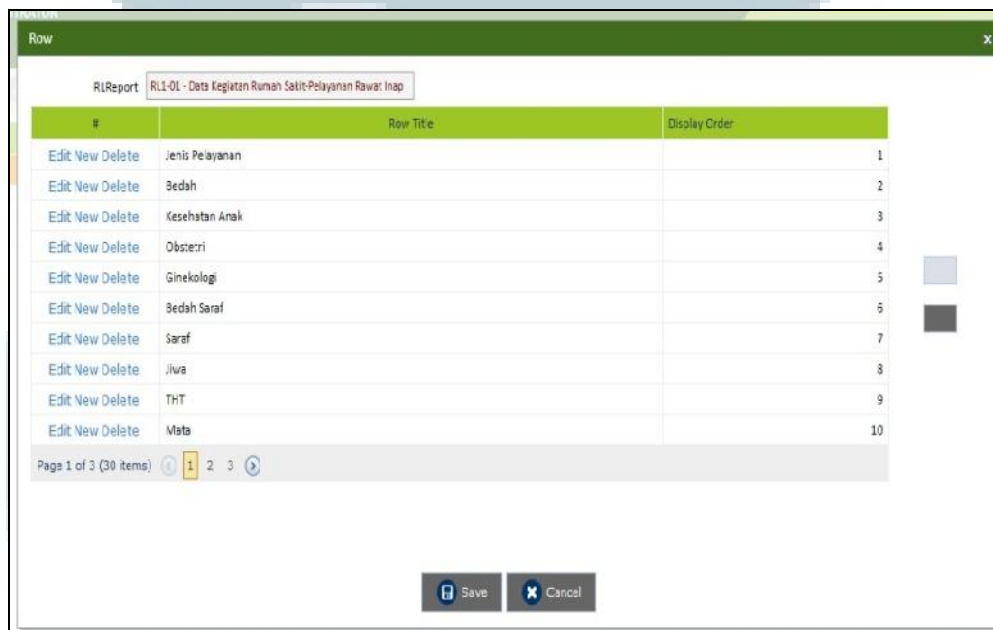 Row x
RLReport RL1-01 - Data Kegiatan Rumah Sakit-Pelayanan Rawat Inap
# Row Title Display Order
Edit New Delete Jenis Pelayanan 1
Edit New Delete Bedah 2
Edit New Delete Kesehatan Anak 3
Edit New Delete Obstetri 4
Edit New Delete Ginekologi 5
Edit New Delete Bedah Saraf 6
Edit New Delete Saraf 7
Edit New Delete Jiwa 8
Edit New Delete THT 9
Edit New Delete Mata 10
Page 1 of 3 (30 items) 1 2 3
Save Cancel